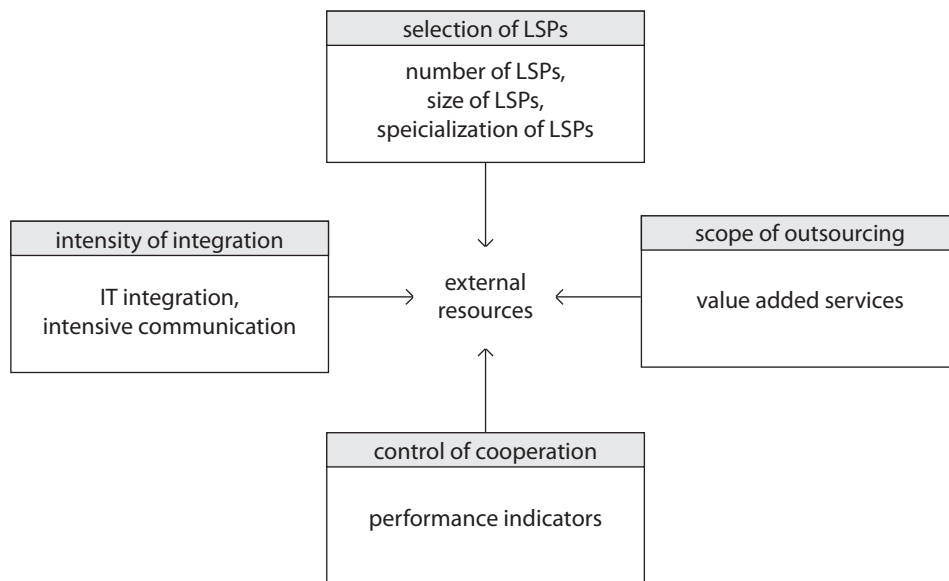 selection of LSPs
number of LSPs,
size of LSPs,
speicialization of LSPs
intensity of integration
IT integration,
intensive communication
external
resources
scope of outsourcing
value added services
control of cooperation
performance indicators